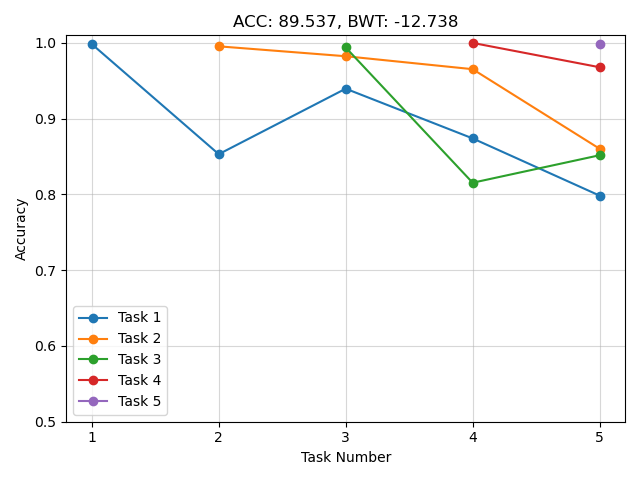 ACC: 89.537, BWT: -12.738
1.0
0.9
0.8
0.7
0.6
0.5
Accuracy
Task 1
Task 2
Task 3
Task 4
Task 5
1 2 3 4 5
Task Number